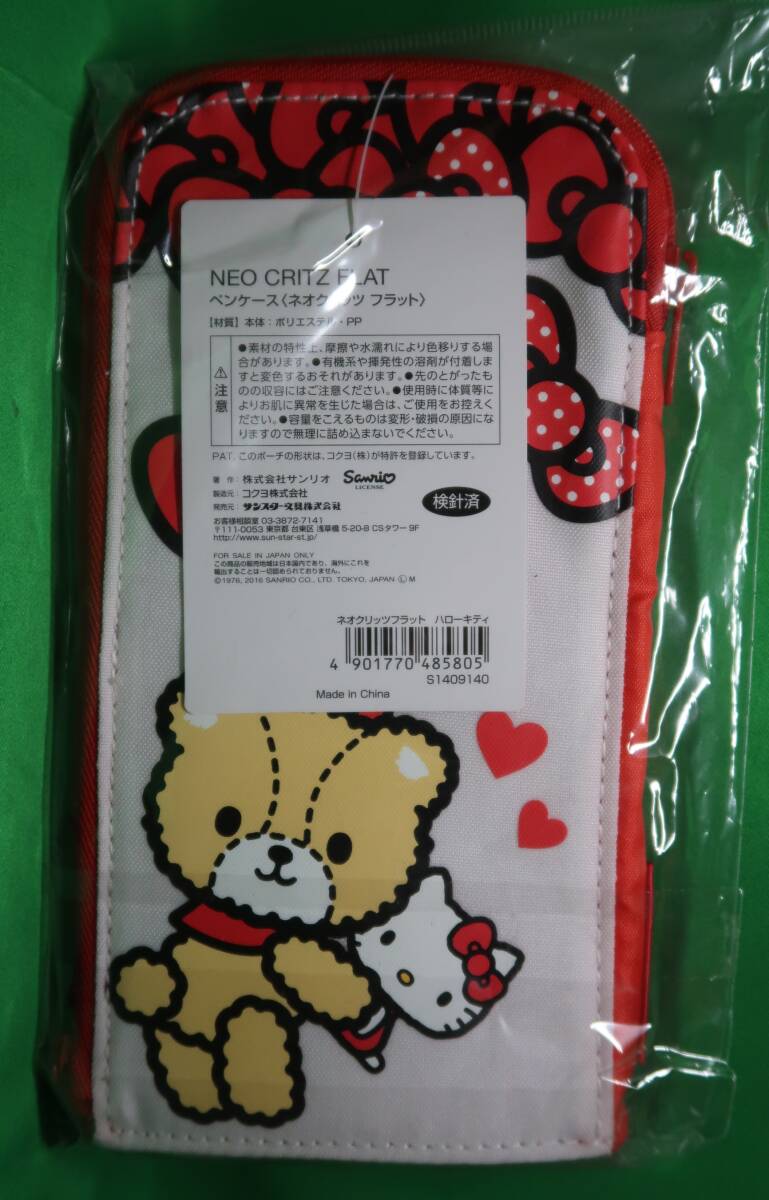 NEO CRITZ FLAT
ペンケース〈ネオクリッツ フラット〉
【材質】本体：ポリエステル・PP
⚠注意
●素材の特性上、摩擦や水濡れにより色移りする場
合があります。●有機系や揮発性の溶剤が付着しま
すと変色するおそれがあります。●先のとがったも
のの収容にはご注意ください。●使用時に体質等に
よりお肌に異常を生じた場合は、ご使用をお控えく
ださい。●容量をこえるものは変形・破損の原因にな
りますので無理に詰め込まないでください。
PAT. このポーチの形状は、コクヨ(株)が特許を登録しています。
著 作：株式会社サンリオ
Sanrio
LICENSE
製造元：コクヨ株式会社
発売元：サンスター文具株式会社
検針済
お客様相談室 03-3872-7141
〒111-0053 東京都 台東区 浅草橋 5-20-8 CSタワー 9F
http://www.sun-star-st.jp/
FOR SALE IN JAPAN ONLY
この商品の販売地域は日本国内であり、海外にこれを
輸出することは一切認められておりません。
©1976, 2016 SANRIO CO., LTD. TOKYO, JAPAN Ⓛ M
ネオクリッツフラット ハローキティ
4 901770 485805
S1409140
Made in China